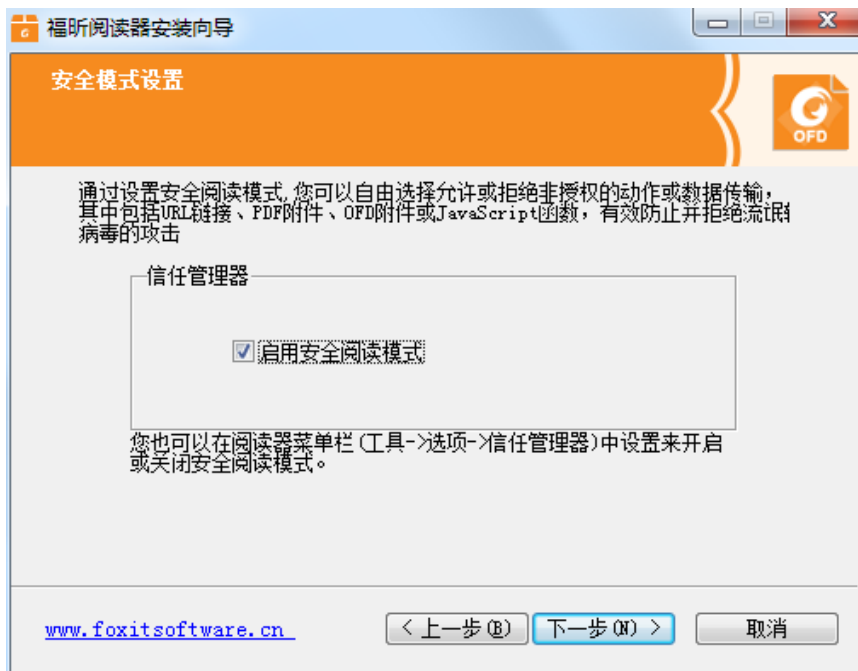 福昕阅读器安装向导
安全模式设置
OFD
通过设置安全阅读模式,您可以自由选择允许或拒绝非授权的动作或数据传输,
其中包括URL链接、PDF附件、OFD附件或JavaScript函数，有效防止并拒绝流氓
病毒的攻击
信任管理器
启用安全阅读模式
您也可以在阅读器菜单栏(工具->选项->信任管理器)中设置来开启
或关闭安全阅读模式。
www.foxitsoftware.cn
< 上一步(B) 下一步(N) > 取消